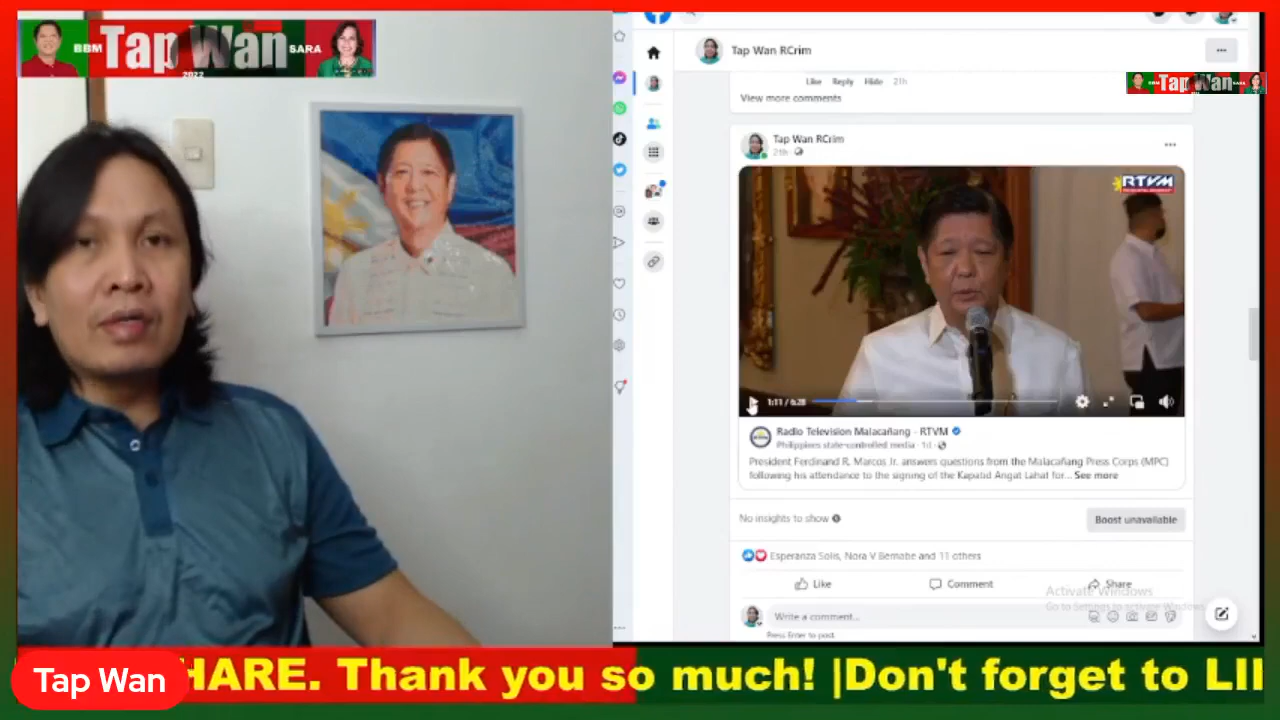 BBM Tap Wan SARA
2022
Tap Wan RCrim
Like Reply Hide 21h
View more comments
Tap Wan SARA
Tap Wan RCrim
21h
RTVM
1:11 / 6:28
Radio Television Malacañang - RTVM
Philippines state-controlled media · 1d
President Ferdinand R. Marcos Jr. answers questions from the Malacañang Press Corps (MPC)
following his attendance to the signing of the Kapatid Angat Lahat for... See more
No insights to show
Boost unavailable
Esperanza Solis, Nora V Bernabe and 11 others
Like Comment Share
Activate Windows
Go to Settings to activate Windows.
Write a comment...
Press Enter to post.
Tap Wan
HARE. Thank you so much! |Don't forget to LI